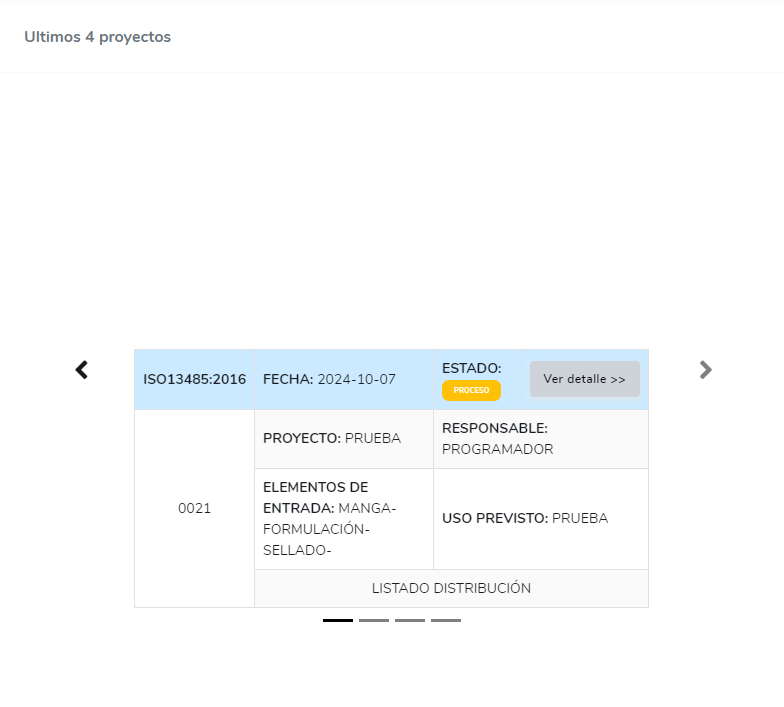 Ultimos 4 proyectos
ISO13485:2016
FECHA: 2024-10-07
ESTADO:
PROCESO
Ver detalle >>
0021
PROYECTO: PRUEBA
RESPONSABLE:
PROGRAMADOR
ELEMENTOS DE
ENTRADA: MANGA-
FORMULACIÓN-
SELLADO-
USO PREVISTO: PRUEBA
LISTADO DISTRIBUCIÓN